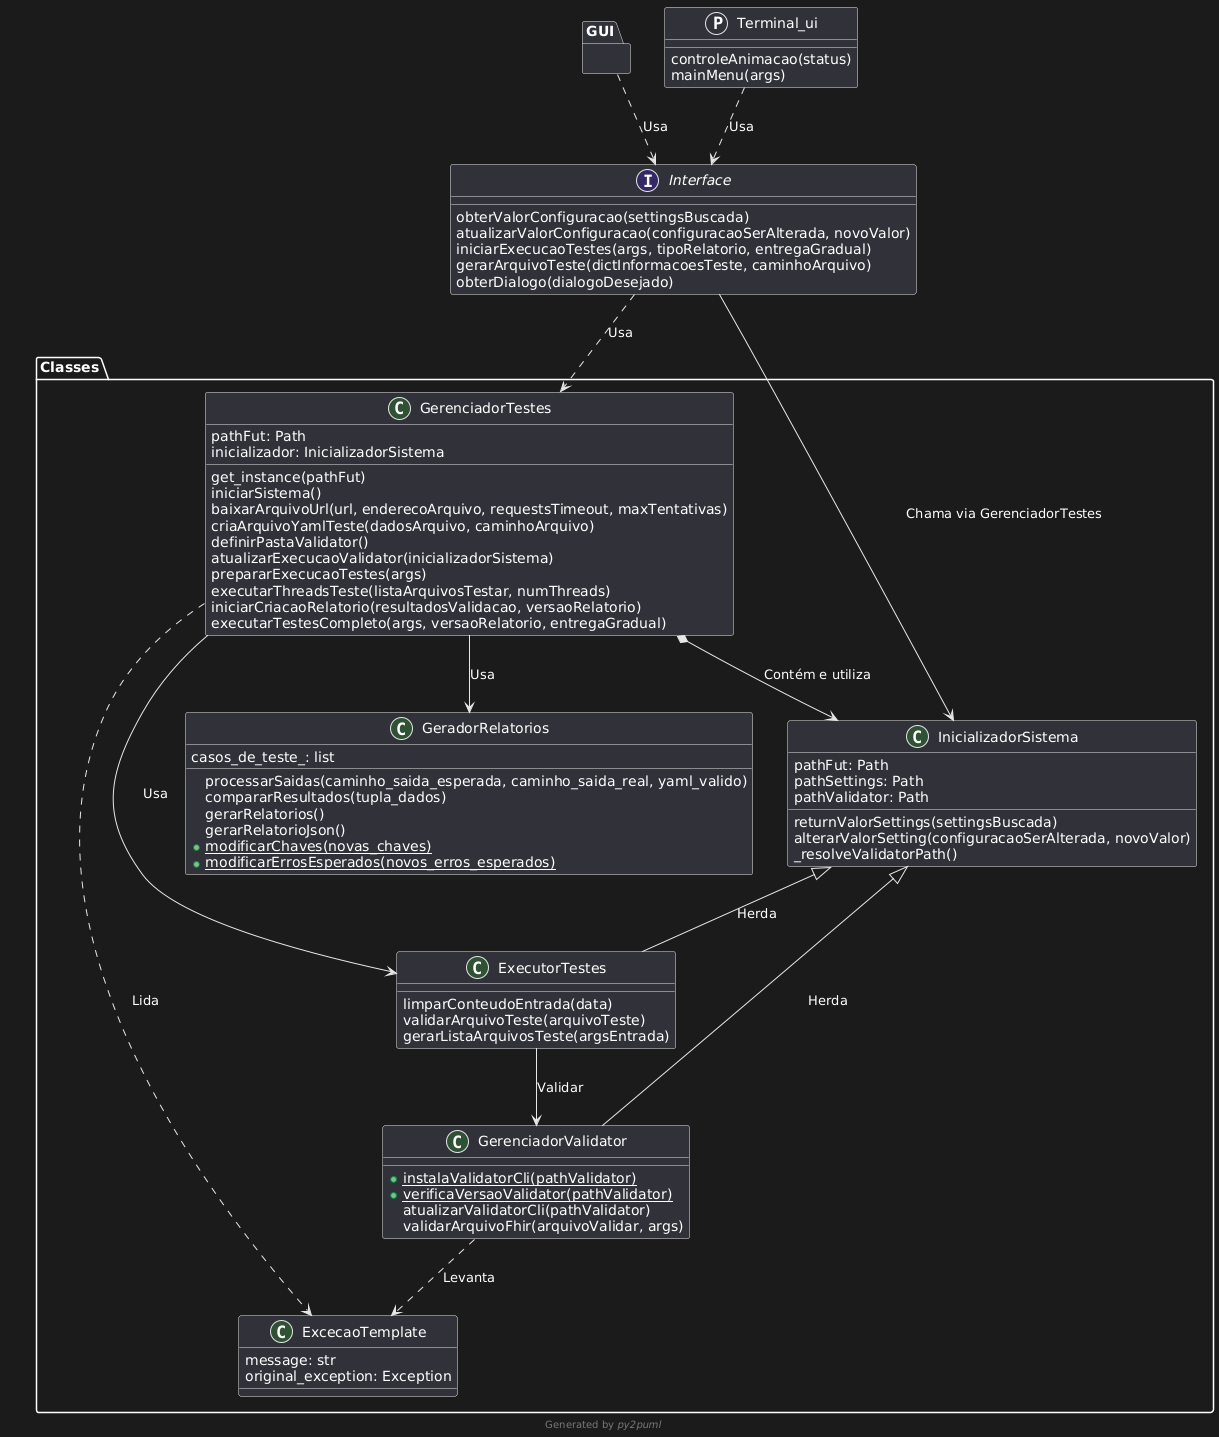 GUI
P Terminal_ui
controleAnimacao(status)
mainMenu(args)
Usa
Usa
I Interface
obterValorConfiguracao(settingsBuscada)
atualizarValorConfiguracao(configuracaoSerAlterada, novoValor)
iniciarExecucaoTestes(args, tipoRelatorio, entregaGradual)
gerarArquivoTeste(dictInformacoesTeste, caminhoArquivo)
obterDialogo(dialogoDesejado)
Usa
Classes
C GerenciadorTestes
pathFut: Path
inicializador: InicializadorSistema
get_instance(pathFut)
iniciarSistema()
baixarArquivoUrl(url, enderecoArquivo, requestsTimeout, maxTentativas)
criaArquivoYamlTeste(dadosArquivo, caminhoArquivo)
definirPastaValidator()
atualizarExecucaoValidator(inicializadorSistema)
prepararExecucaoTestes(args)
executarThreadsTeste(listaArquivosTestar, numThreads)
iniciarCriacaoRelatorio(resultadosValidacao, versaoRelatorio)
executarTestesCompleto(args, versaoRelatorio, entregaGradual)
Chama via GerenciadorTestes
Usa
Contém e utiliza
C GeradorRelatorios
casos_de_teste_: list
processarSaidas(caminho_saida_esperada, caminho_saida_real, yaml_valido)
compararResultados(tupla_dados)
gerarRelatorios()
gerarRelatorioJson()
modificarChaves(novas_chaves)
modificarErrosEsperados(novos_erros_esperados)
C InicializadorSistema
pathFut: Path
pathSettings: Path
pathValidator: Path
returnValorSettings(settingsBuscada)
alterarValorSetting(configuracaoSerAlterada, novoValor)
_resolveValidatorPath()
Usa
Herda
C ExecutorTestes
limparConteudoEntrada(data)
validarArquivoTeste(arquivoTeste)
gerarListaArquivosTeste(argsEntrada)
Lida
Herda
Validar
C GerenciadorValidator
instalaValidatorCli(pathValidator)
verificaVersaoValidator(pathValidator)
atualizarValidatorCli(pathValidator)
validarArquivoFhir(arquivoValidar, args)
Levanta
C ExcecaoTemplate
message: str
original_exception: Exception
Generated by py2puml